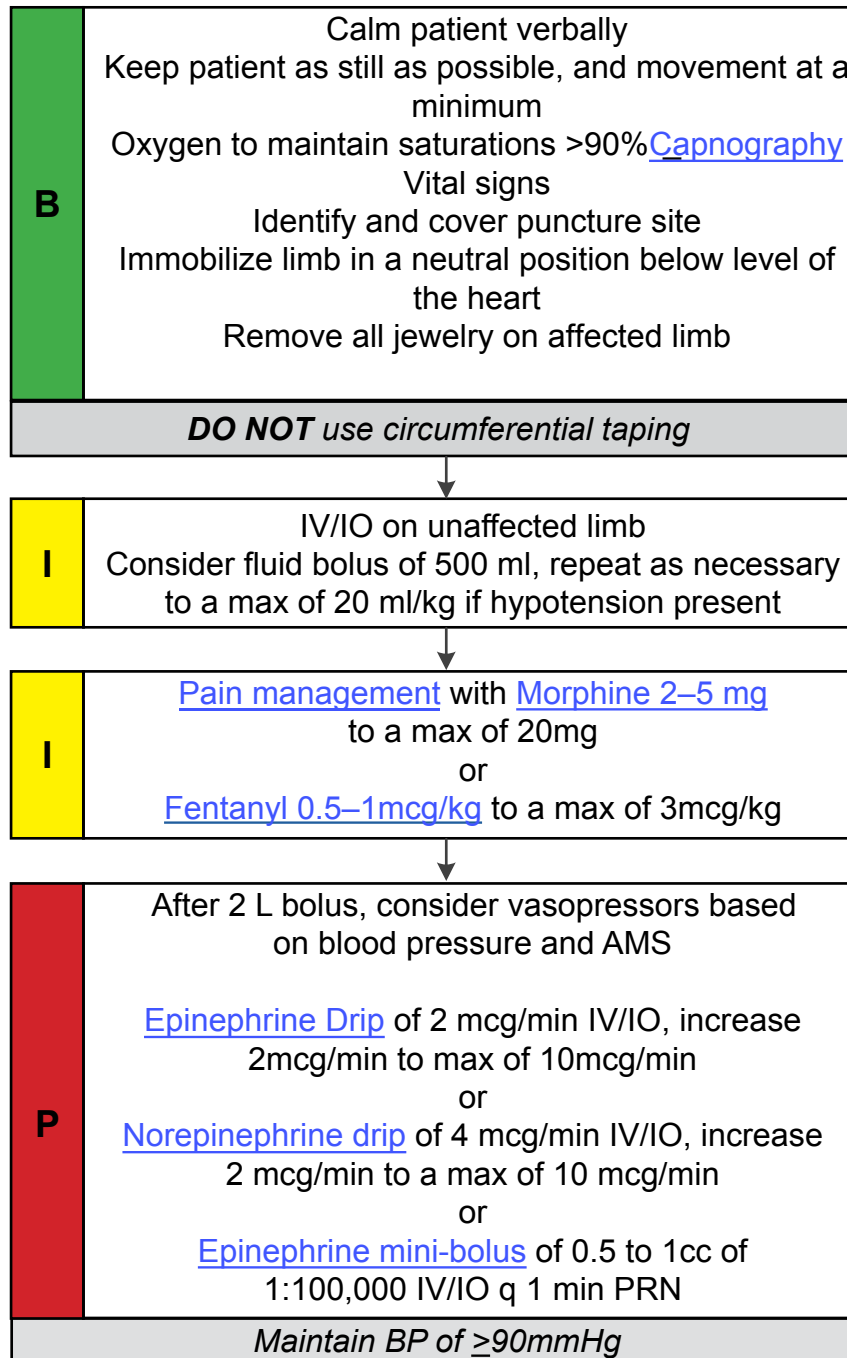 B
Calm patient verbally
Keep patient as still as possible, and movement at a
minimum
Oxygen to maintain saturations >90%Capnography
Vital signs
Identify and cover puncture site
Immobilize limb in a neutral position below level of
the heart
Remove all jewelry on affected limb
DO NOT use circumferential taping
I
IV/IO on unaffected limb
Consider fluid bolus of 500 ml, repeat as necessary
to a max of 20 ml/kg if hypotension present
I
Pain management with Morphine 2–5 mg
to a max of 20mg
or
Fentanyl 0.5–1mcg/kg to a max of 3mcg/kg
P
After 2 L bolus, consider vasopressors based
on blood pressure and AMS
Epinephrine Drip of 2 mcg/min IV/IO, increase
2mcg/min to max of 10mcg/min
or
Norepinephrine drip of 4 mcg/min IV/IO, increase
2 mcg/min to a max of 10 mcg/min
or
Epinephrine mini-bolus of 0.5 to 1cc of
1:100,000 IV/IO q 1 min PRN
Maintain BP of ≥90mmHg